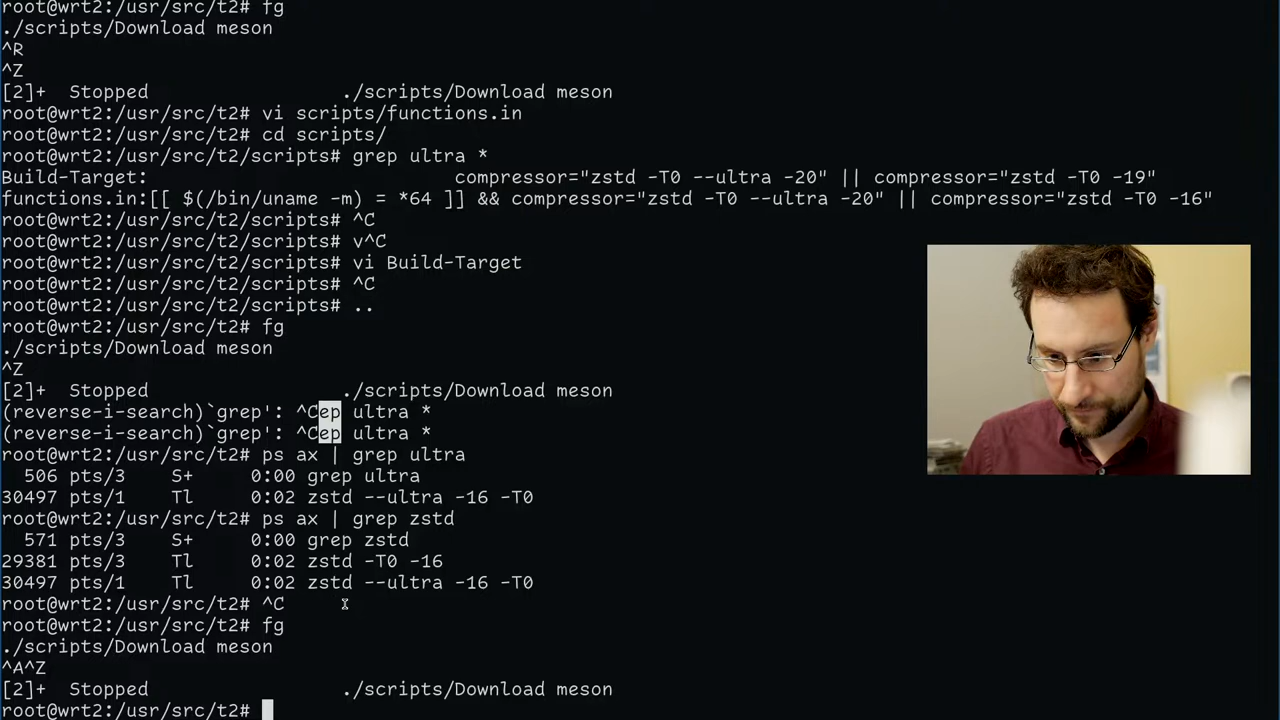 root@wrt2:/usr/src/t2# fg
./scripts/Download meson
^R
^Z
[2]+  Stopped                 ./scripts/Download meson
root@wrt2:/usr/src/t2# vi scripts/functions.in
root@wrt2:/usr/src/t2# cd scripts/
root@wrt2:/usr/src/t2/scripts# grep ultra *
Build-Target:                           compressor="zstd -T0 --ultra -20" || compressor="zstd -T0 -19"
functions.in:[[ $(/bin/uname -m) = *64 ]] && compressor="zstd -T0 --ultra -20" || compressor="zstd -T0 -16"
root@wrt2:/usr/src/t2/scripts# ^C
root@wrt2:/usr/src/t2/scripts# v^C
root@wrt2:/usr/src/t2/scripts# vi Build-Target
root@wrt2:/usr/src/t2/scripts# ^C
root@wrt2:/usr/src/t2/scripts# ..
root@wrt2:/usr/src/t2# fg
./scripts/Download meson
^Z
[2]+  Stopped                 ./scripts/Download meson
(reverse-i-search)`grep': ^Cep ultra *
(reverse-i-search)`grep': ^Cep ultra *
root@wrt2:/usr/src/t2# ps ax | grep ultra
  506 pts/3    S+     0:00 grep ultra
30497 pts/1    Tl     0:02 zstd --ultra -16 -T0
root@wrt2:/usr/src/t2# ps ax | grep zstd
  571 pts/3    S+     0:00 grep zstd
29381 pts/3    Tl     0:02 zstd -T0 -16
30497 pts/1    Tl     0:02 zstd --ultra -16 -T0
root@wrt2:/usr/src/t2# ^C
root@wrt2:/usr/src/t2# fg
./scripts/Download meson
^A^Z
[2]+  Stopped                 ./scripts/Download meson
root@wrt2:/usr/src/t2#